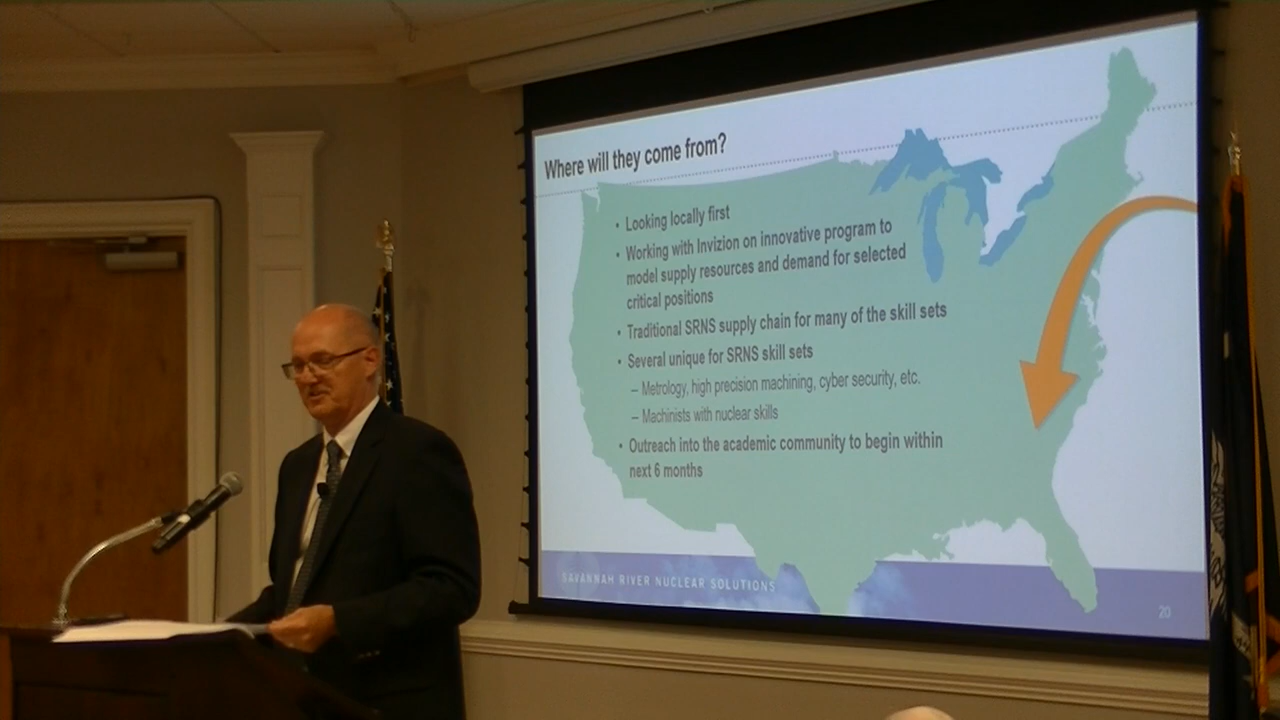 Where will they come from?
• Looking locally first
• Working with Invizion on innovative program to
model supply resources and demand for selected
critical positions
• Traditional SRNS supply chain for many of the skill sets
• Several unique for SRNS skill sets
– Metrology, high precision machining, cyber security, etc.
– Machinists with nuclear skills
• Outreach into the academic community to begin within
next 6 months
SAVANNAH RIVER NUCLEAR SOLUTIONS
20